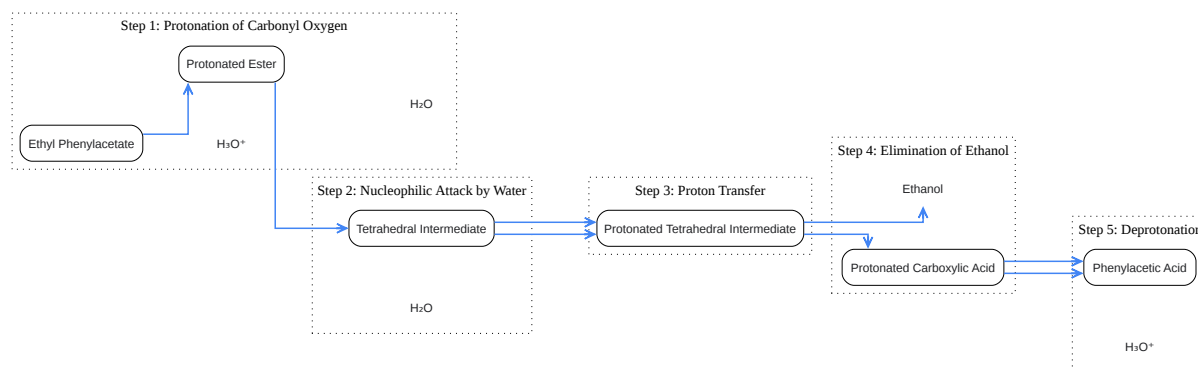 Step 1: Protonation of Carbonyl Oxygen
Protonated Ester
H₂O
Ethyl Phenylacetate
H₃O⁺
Step 2: Nucleophilic Attack by Water
Tetrahedral Intermediate
H₂O
Step 3: Proton Transfer
Protonated Tetrahedral Intermediate
Step 4: Elimination of Ethanol
Ethanol
Protonated Carboxylic Acid
Step 5: Deprotonation
Phenylacetic Acid
H₃O⁺